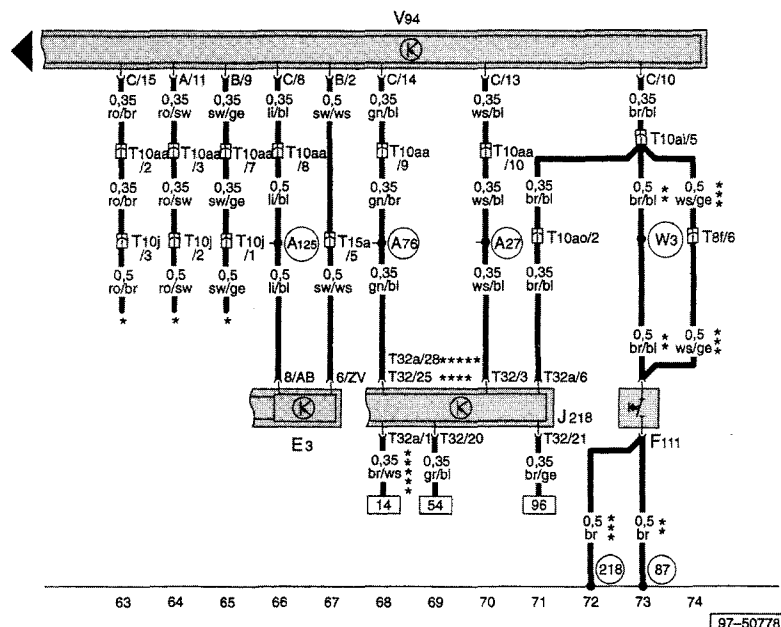 V94
C/15 A/11 B/9 C/8 B/2 C/14 C/13 C/10
0,35 ro/br 0,35 ro/sw 0,35 sw/ge 0,35 li/bl 0,5 sw/ws 0,35 gn/bl 0,35 ws/bl 0,35 br/bl
T10ai/5
T10aa/2 T10aa/3 T10aa/7 T10aa/8 T10aa/9 T10aa/10
0,35 ro/br 0,35 ro/sw 0,35 sw/ge 0,5 li/bl 0,35 gn/br 0,35 ws/bl 0,35 br/bl 0,5 br/bl ** 0,5 ws/ge ***
T10j/3 T10j/2 T10j/1 A125 T15a/5 A76 A27 T10ao/2 W3 T8f/6
0,5 ro/br 0,5 ro/sw 0,5 sw/ge 0,5 li/bl 0,5 sw/ws 0,35 gn/bl 0,35 ws/bl 0,35 br/bl
* * *
0,5 br/bl ** 0,5 ws/ge ***
T32a/28 *****
8/AB 6/ZV T32/25 **** T32/3 T32a/6
J218
E3 T32a/1 T32/20 T32/21 F111
0,35 br/ws ***** 0,35 gr/bl 0,35 br/ge
14 54 96
0,5 br *** 0,5 br **
218 87
63 64 65 66 67 68 69 70 71 72 73 74
97-50778